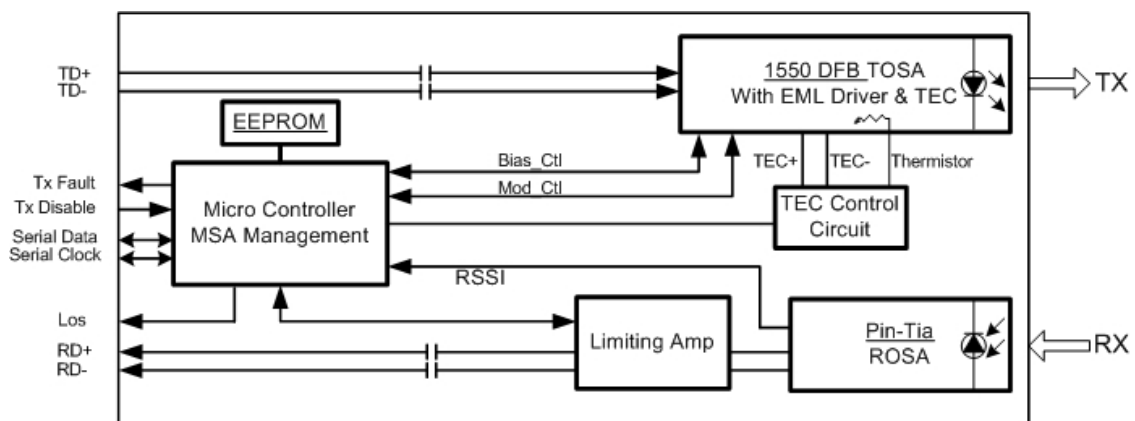 TD+
TD-
1550 DFB TOSA
With EML Driver & TEC
TX
EEPROM
Bias_Ctl
Mod_Ctl
TEC+
TEC-
Thermistor
Tx Fault
Tx Disable
Serial Data
Serial Clock
Micro Controller
MSA Management
TEC Control
Circuit
RSSI
Los
RD+
RD-
Limiting Amp
Pin-Tia
ROSA
RX